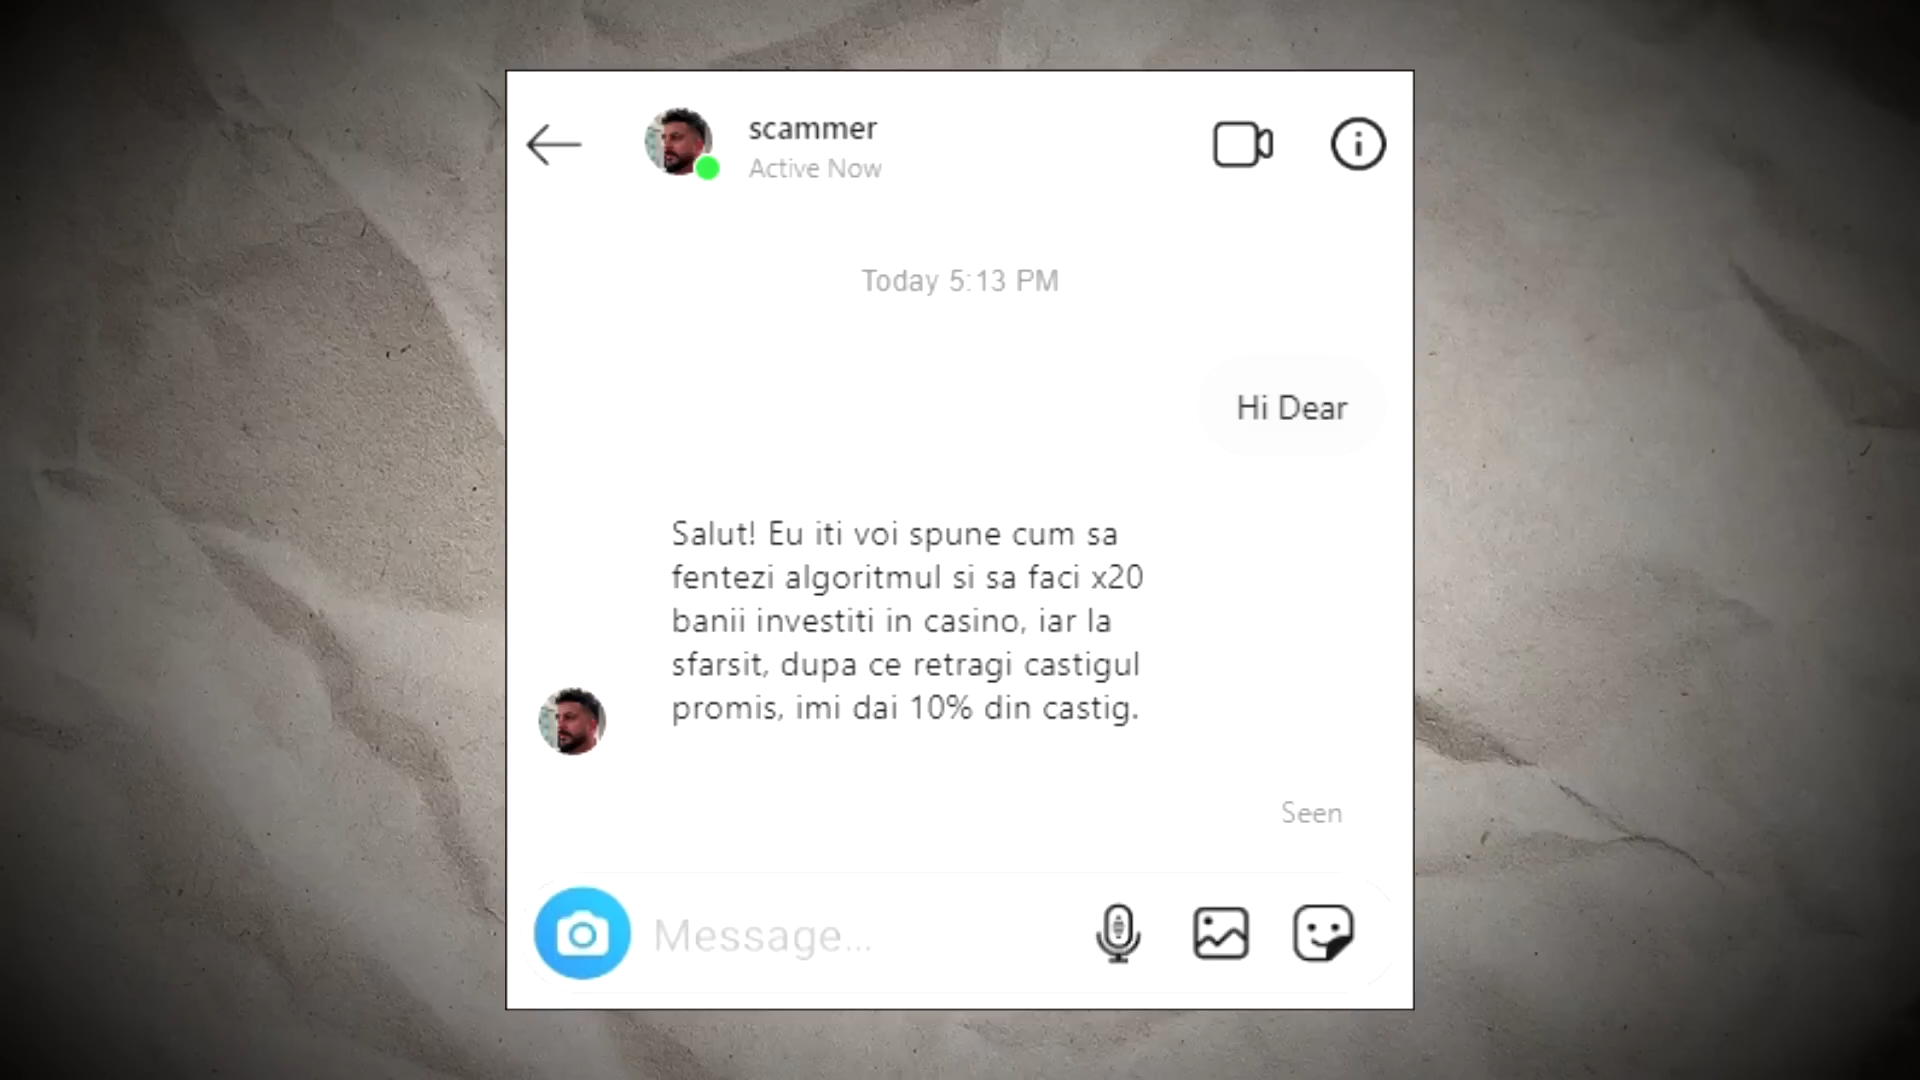 scammer
Active Now
Today 5:13 PM
Hi Dear
Salut! Eu iti voi spune cum sa
fentezi algoritmul si sa faci x20
banii investiti in casino, iar la
sfarsit, dupa ce retragi castigul
promis, imi dai 10% din castig.
Seen
Message...